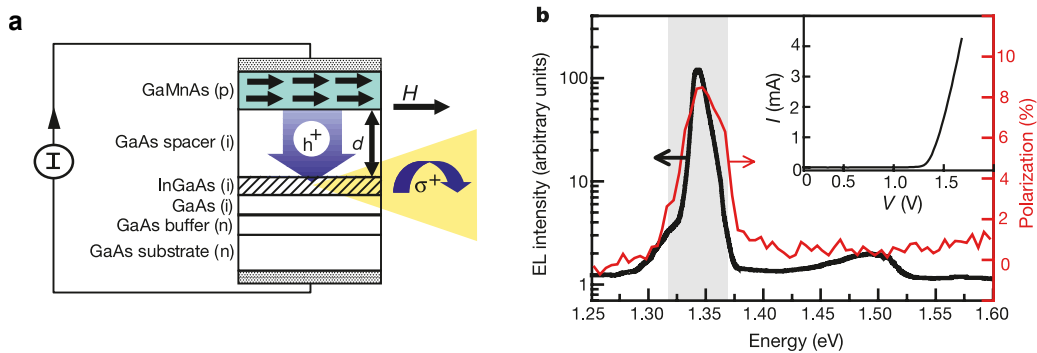 a
GaMnAs (p)
H
GaAs spacer (i)
h+
d
InGaAs (i)
σ+
GaAs (i)
GaAs buffer (n)
GaAs substrate (n)
I
b
EL intensity (arbitrary units)
100
10
1
1.25 1.30 1.35 1.40 1.45 1.50 1.55 1.60
Energy (eV)
Polarization (%)
10
8
6
4
2
0
I (mA)
4
3
2
1
0
0 0.5 1.0 1.5
V (V)